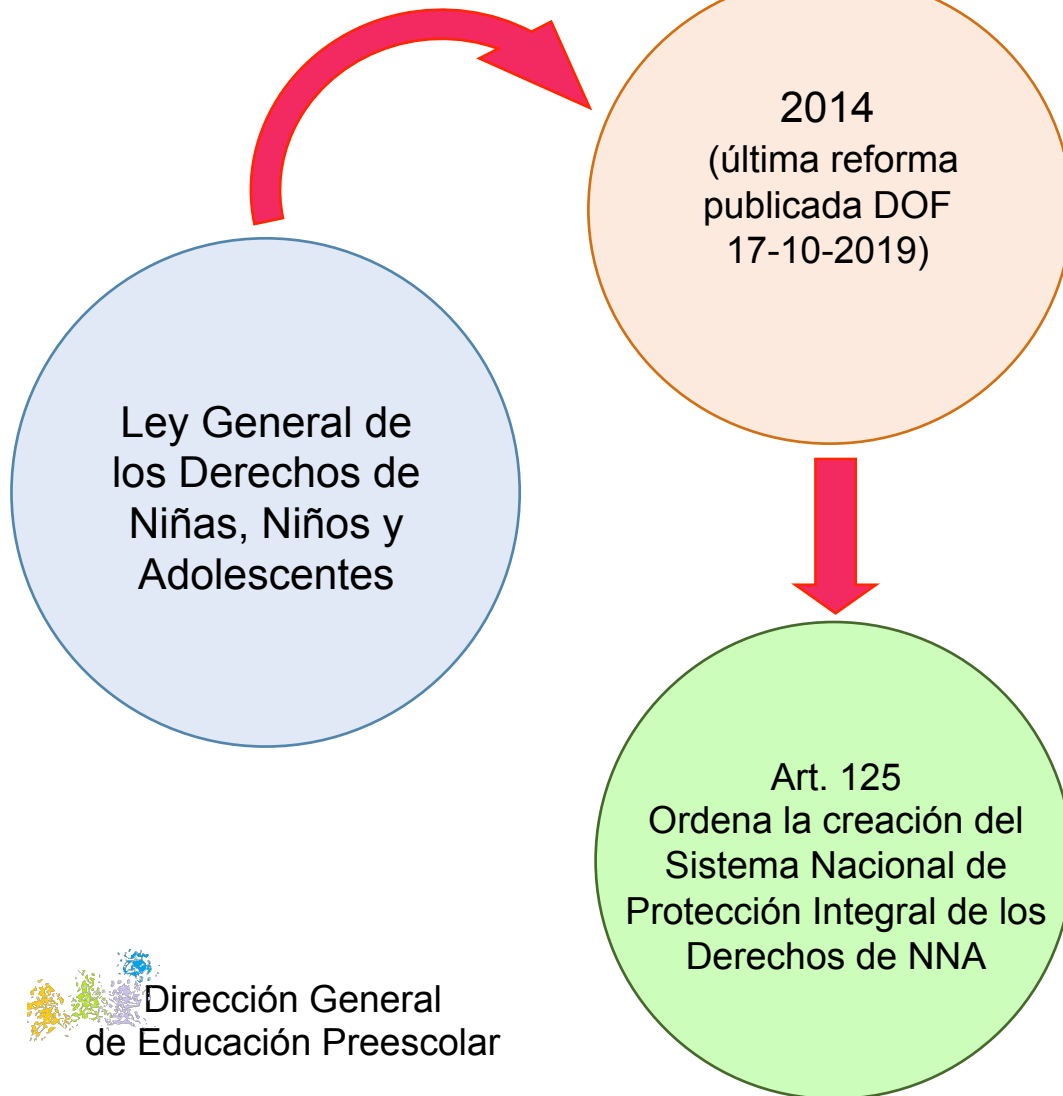 2014
(última reforma
publicada DOF
17-10-2019)
Ley General de
los Derechos de
Niñas, Niños y
Adolescentes
Art. 125
Ordena la creación del
Sistema Nacional de
Protección Integral de los
Derechos de NNA
Dirección General
de Educación Preescolar